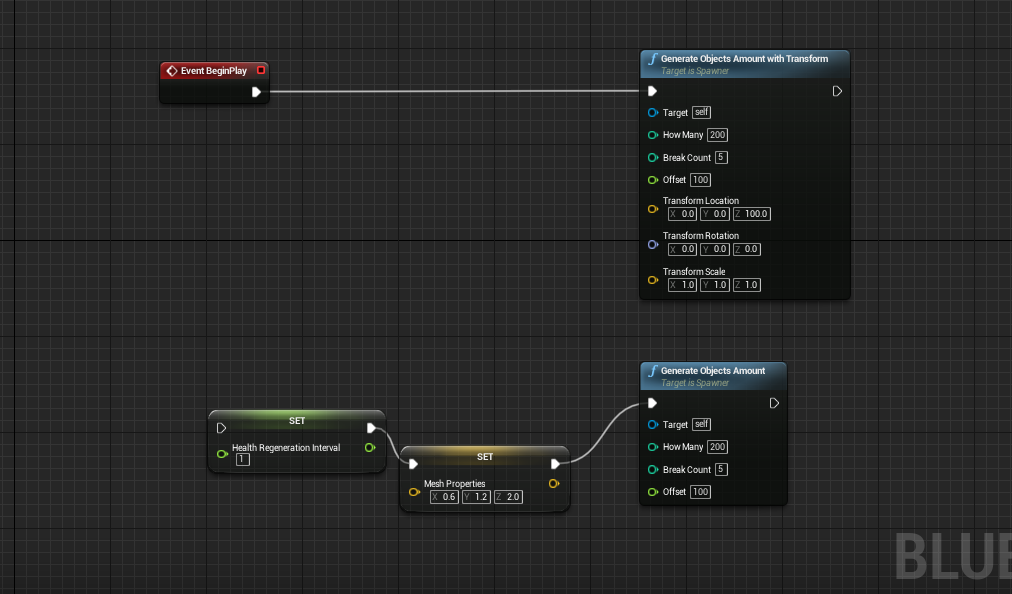 Event BeginPlay
Generate Objects Amount with Transform
Target is Spawner
Target self
How Many 200
Break Count 5
Offset 100
Transform Location
X 0.0 Y 0.0 Z 100.0
Transform Rotation
X 0.0 Y 0.0 Z 0.0
Transform Scale
X 1.0 Y 1.0 Z 1.0
SET
Health Regeneration Interval
1
SET
Mesh Properties
X 0.6 Y 1.2 Z 2.0
Generate Objects Amount
Target is Spawner
Target self
How Many 200
Break Count 5
Offset 100
BLUE